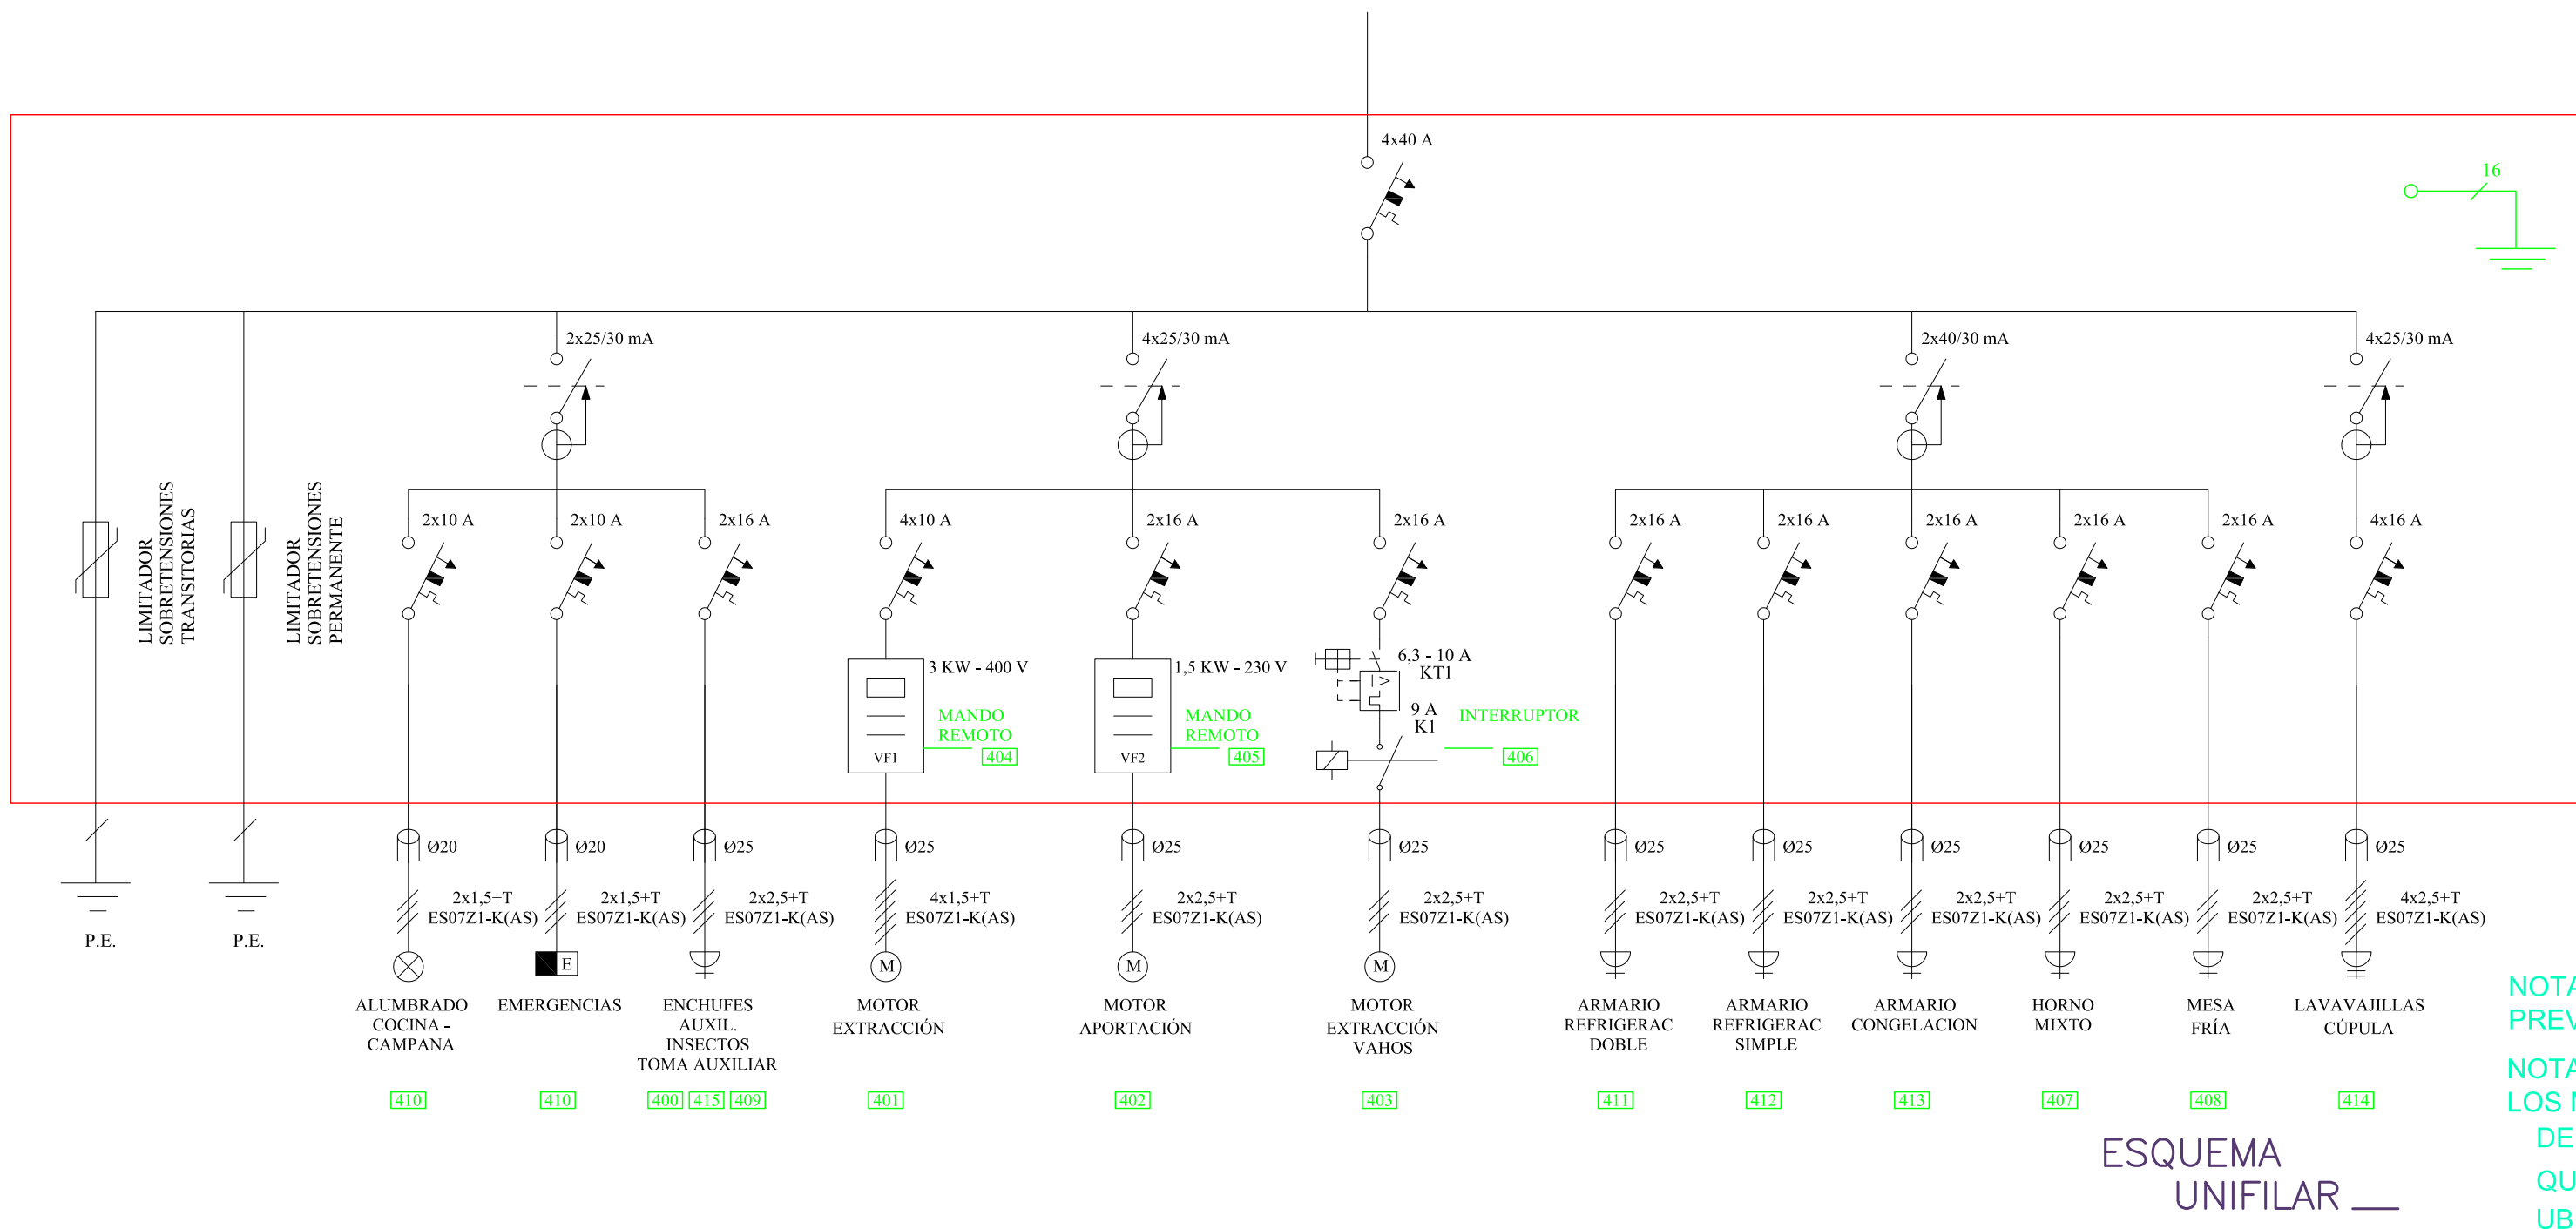 4x40 A
16
2x25/30 mA
4x25/30 mA
2x40/30 mA
4x25/30 mA
LIMITADOR
SOBRETENSIONES
TRANSITORIAS
LIMITADOR
SOBRETENSIONES
PERMANENTE
2x10 A
2x10 A
2x16 A
4x10 A
2x16 A
2x16 A
2x16 A
2x16 A
2x16 A
2x16 A
2x16 A
4x16 A
3 KW - 400 V
MANDO
REMOTO
404
VF1
1,5 KW - 230 V
MANDO
REMOTO
405
VF2
6,3 - 10 A
KT1
I >
9 A
K1
INTERRUPTOR
406
Ø20
Ø20
Ø25
Ø25
Ø25
Ø25
Ø25
Ø25
Ø25
Ø25
Ø25
Ø25
2x1,5+T
ES07Z1-K(AS)
2x1,5+T
ES07Z1-K(AS)
2x2,5+T
ES07Z1-K(AS)
4x1,5+T
ES07Z1-K(AS)
2x2,5+T
ES07Z1-K(AS)
2x2,5+T
ES07Z1-K(AS)
2x2,5+T
ES07Z1-K(AS)
2x2,5+T
ES07Z1-K(AS)
2x2,5+T
ES07Z1-K(AS)
2x2,5+T
ES07Z1-K(AS)
2x2,5+T
ES07Z1-K(AS)
4x2,5+T
ES07Z1-K(AS)
P.E.
P.E.
E
M
M
M
ALUMBRADO
COCINA -
CAMPANA
410
EMERGENCIAS
410
ENCHUFES
AUXIL.
INSECTOS
TOMA AUXILIAR
400 415 409
MOTOR
EXTRACCIÓN
401
MOTOR
APORTACIÓN
402
MOTOR
EXTRACCIÓN
VAHOS
403
ARMARIO
REFRIGERAC
DOBLE
411
ARMARIO
REFRIGERAC
SIMPLE
412
ARMARIO
CONGELACION
413
HORNO
MIXTO
407
MESA
FRÍA
408
LAVAVAJILLAS
CÚPULA
414
NOTA
PREV
NOTA
LOS
DE
QU
UB
ESQUEMA
UNIFILAR